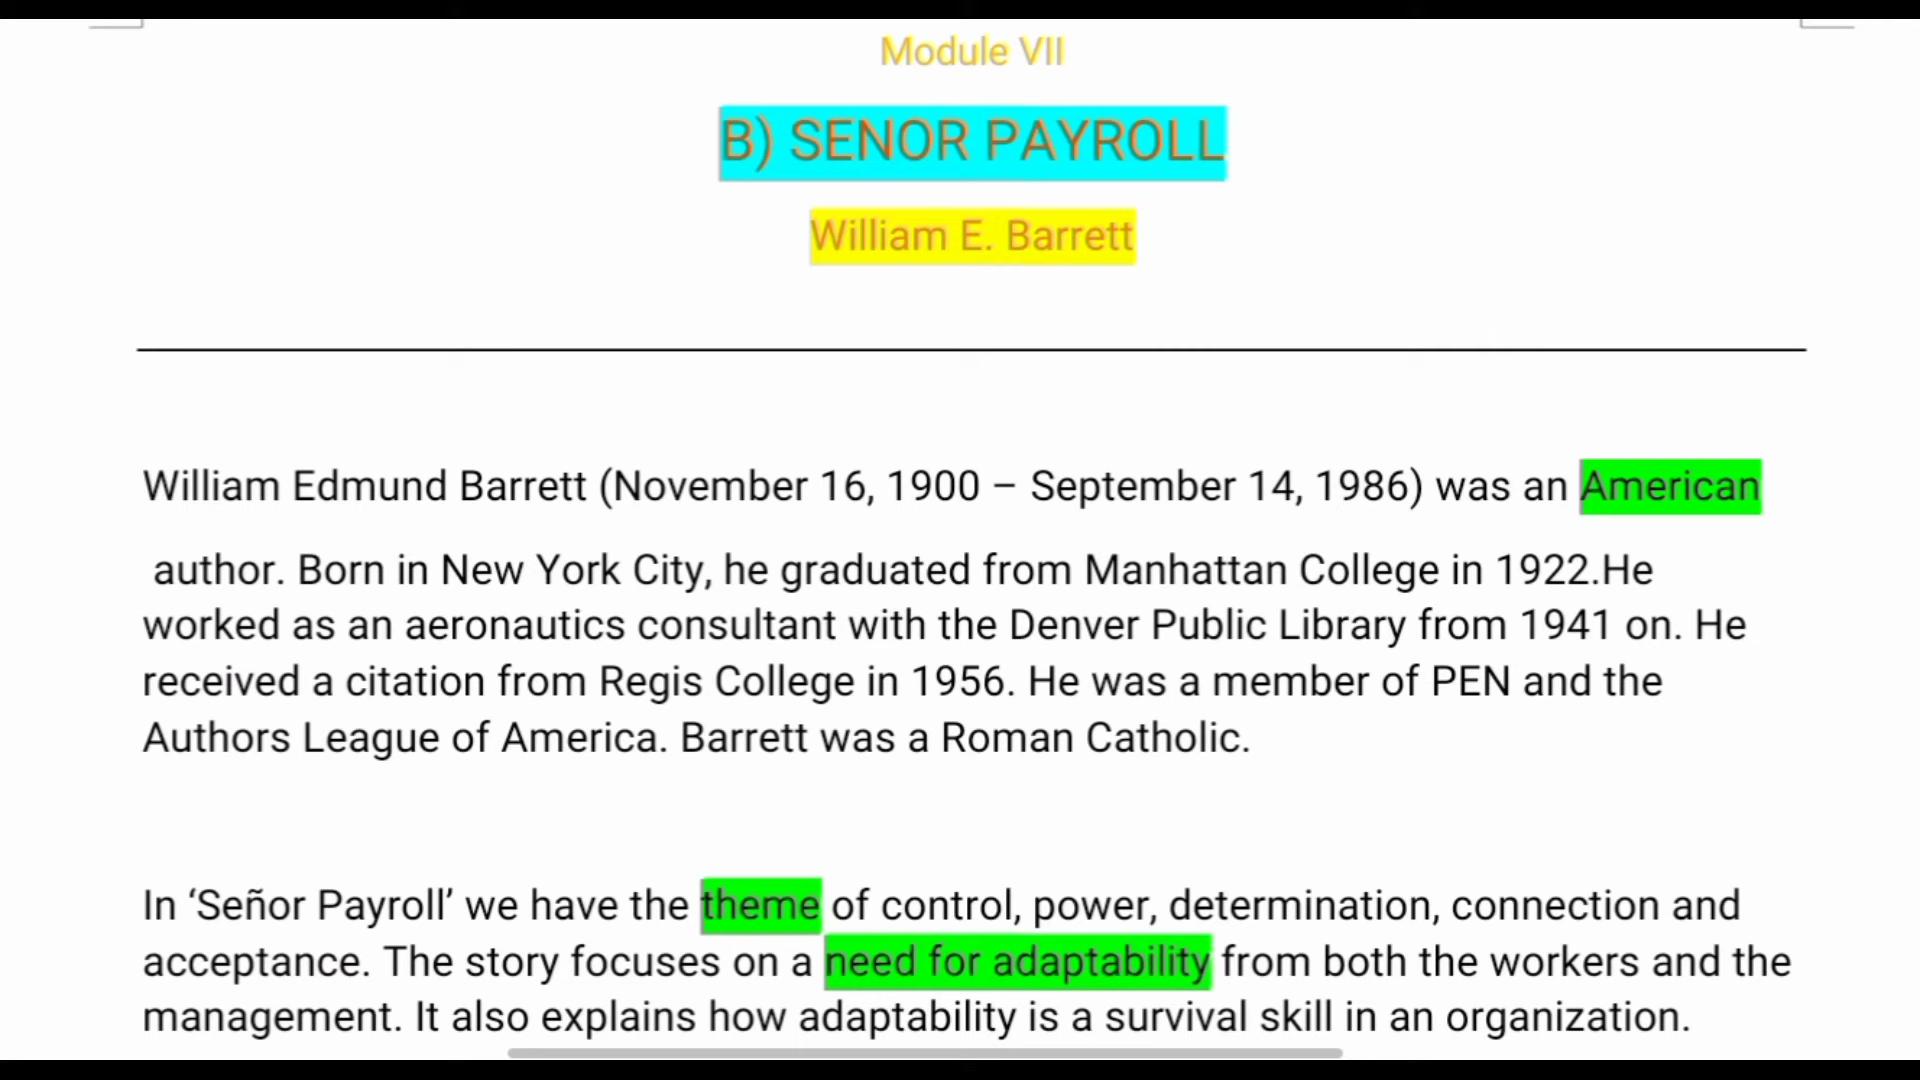 Module VII
B) SENOR PAYROLL
William E. Barrett
William Edmund Barrett (November 16, 1900 – September 14, 1986) was an American
author. Born in New York City, he graduated from Manhattan College in 1922.He
worked as an aeronautics consultant with the Denver Public Library from 1941 on. He
received a citation from Regis College in 1956. He was a member of PEN and the
Authors League of America. Barrett was a Roman Catholic.
In ‘Señor Payroll’ we have the theme of control, power, determination, connection and
acceptance. The story focuses on a need for adaptability from both the workers and the
management. It also explains how adaptability is a survival skill in an organization.